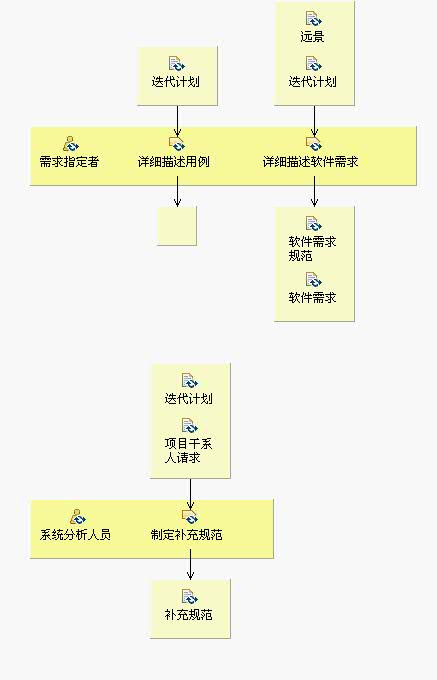 远景
迭代计划
迭代计划
需求指定者
详细描述用例
详细描述软件需求
软件需求
规范
软件需求
迭代计划
项目干系
人请求
系统分析人员
制定补充规范
补充规范